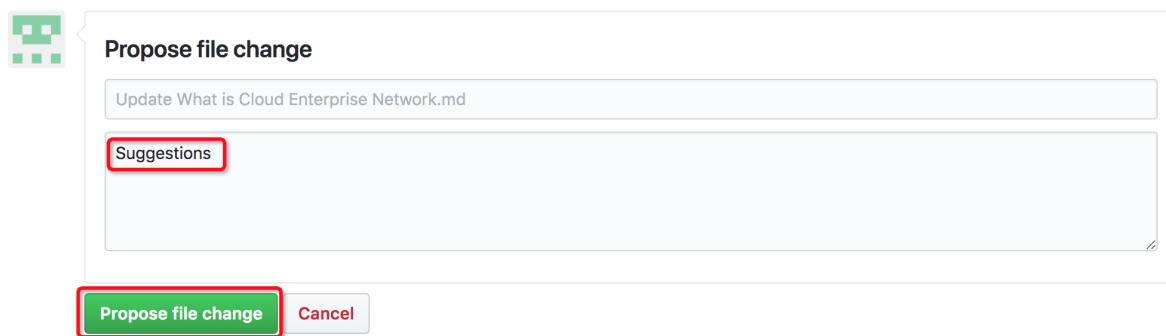 Propose file change
Update What is Cloud Enterprise Network.md
Suggestions
Propose file change Cancel